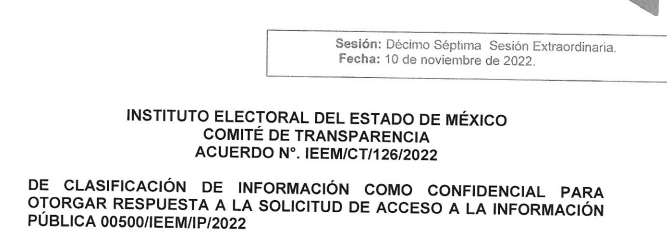 Sesión: Décimo Séptima Sesión Extraordinaria.
Fecha: 10 de noviembre de 2022.
INSTITUTO ELECTORAL DEL ESTADO DE MÉXICO
COMITÉ DE TRANSPARENCIA
ACUERDO N°. IEEM/CT/126/2022
DE CLASIFICACIÓN DE INFORMACIÓN COMO CONFIDENCIAL PARA
OTORGAR RESPUESTA A LA SOLICITUD DE ACCESO A LA INFORMACIÓN
PÚBLICA 00500/IEEM/IP/2022